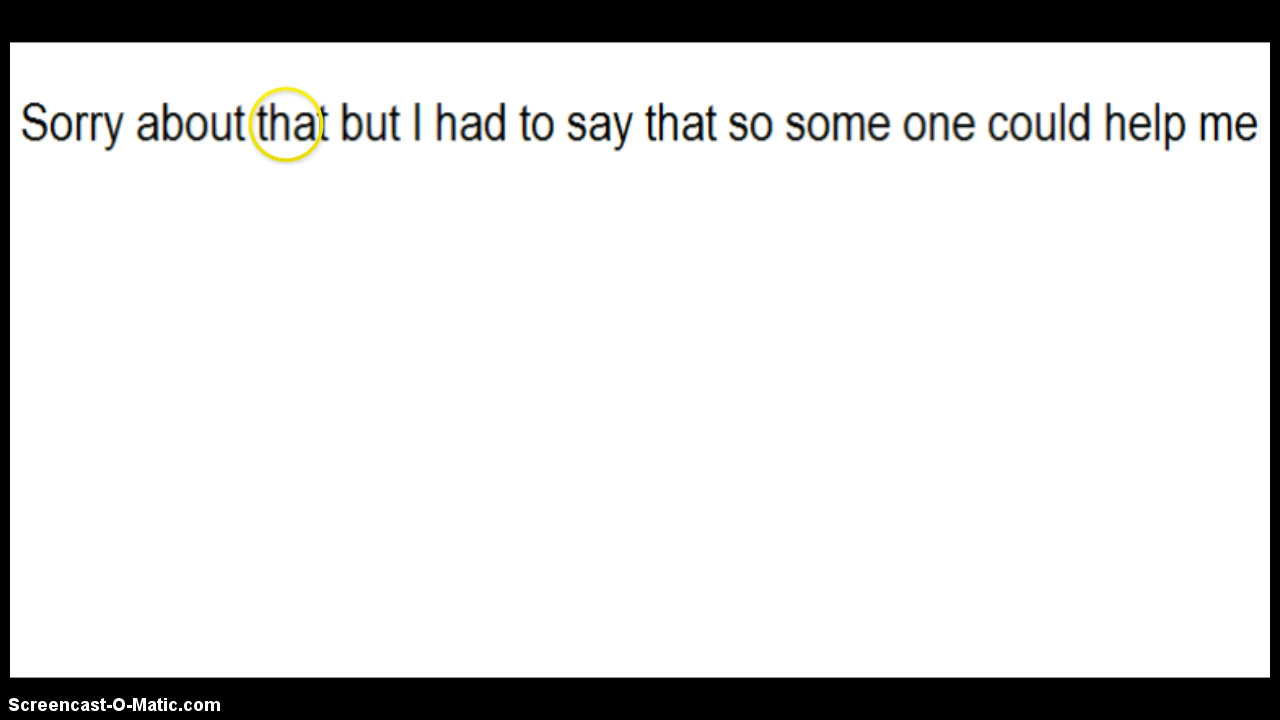 Sorry about that but I had to say that so some one could help me
Screencast-O-Matic.com